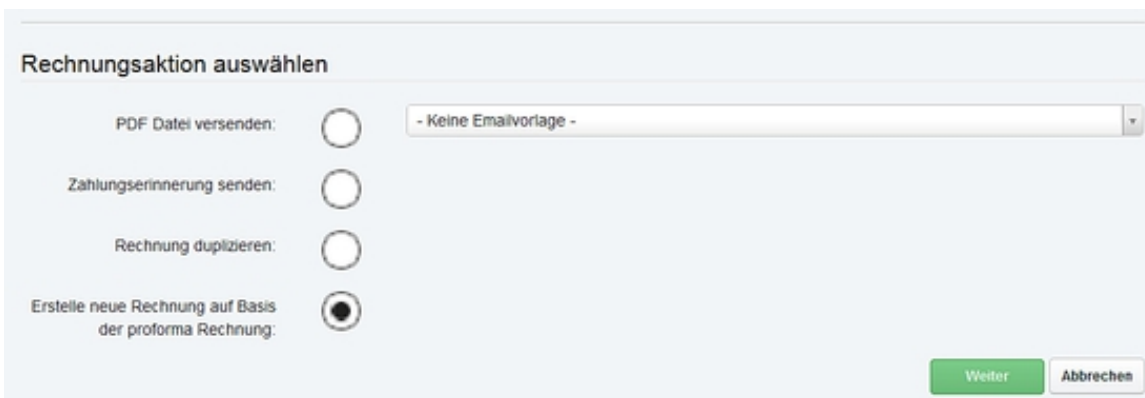 Rechnungsaktion auswählen
PDF Datei versenden:
- Keine Emailvorlage -
Zahlungserinnerung senden:
Rechnung duplizieren:
Erstelle neue Rechnung auf Basis
der proforma Rechnung:
Weiter
Abbrechen